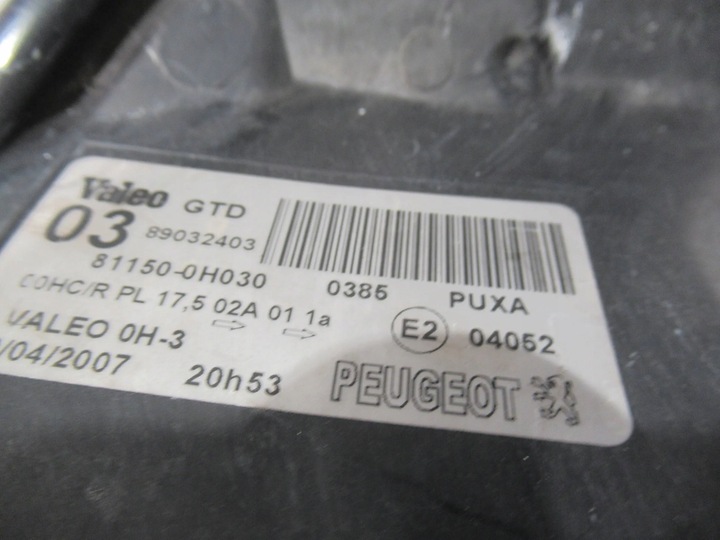 Valeo GTD
03 89032403
81150-0H030 0385 PUXA
HC/R PL 17,5 02A 01 1a
VALEO 0H-3 E2 04052
/04/2007 20h53 PEUGEOT